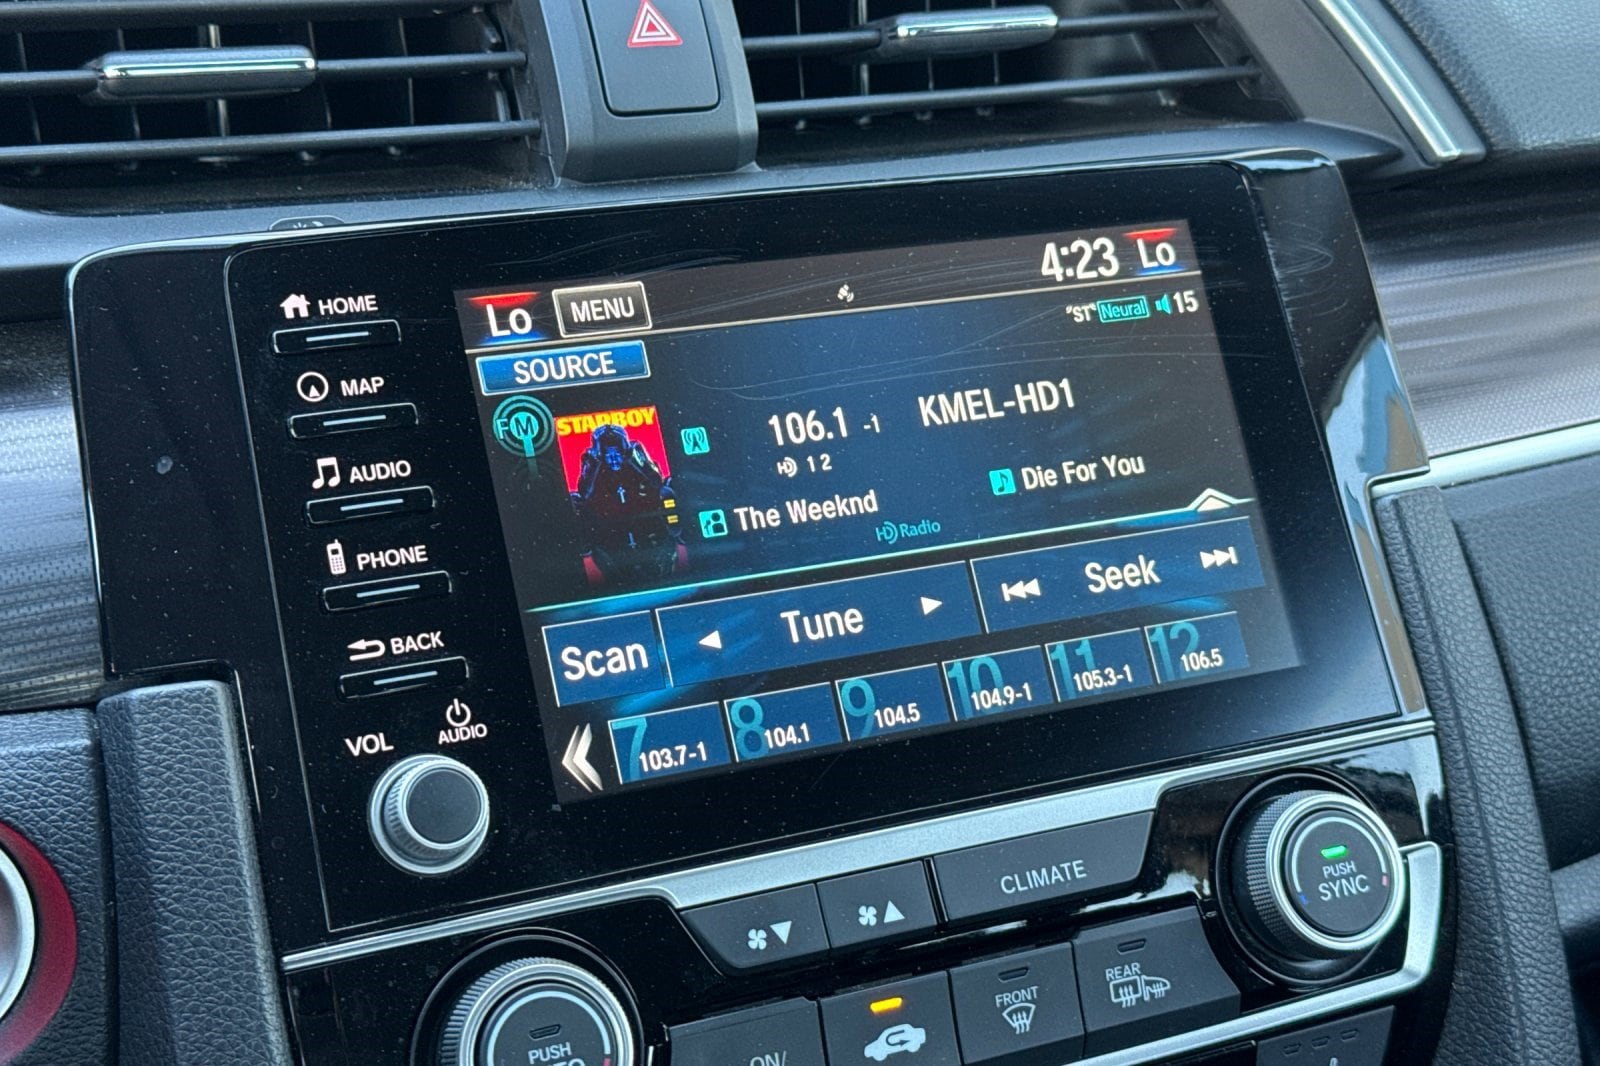 4:23 Lo
Lo MENU
"ST" Neural 15
SOURCE
FM
STARBOY
106.1 -1 KMEL-HD1
HD 1 2
The Weeknd
Die For You
HD Radio
Scan Tune Seek
7 103.7-1
8 104.1
9 104.5
10 104.9-1
11 105.3-1
12 106.5
HOME
MAP
AUDIO
PHONE
BACK
VOL
AUDIO
CLIMATE
PUSH
SYNC
FRONT
REAR
PUSH
ON/